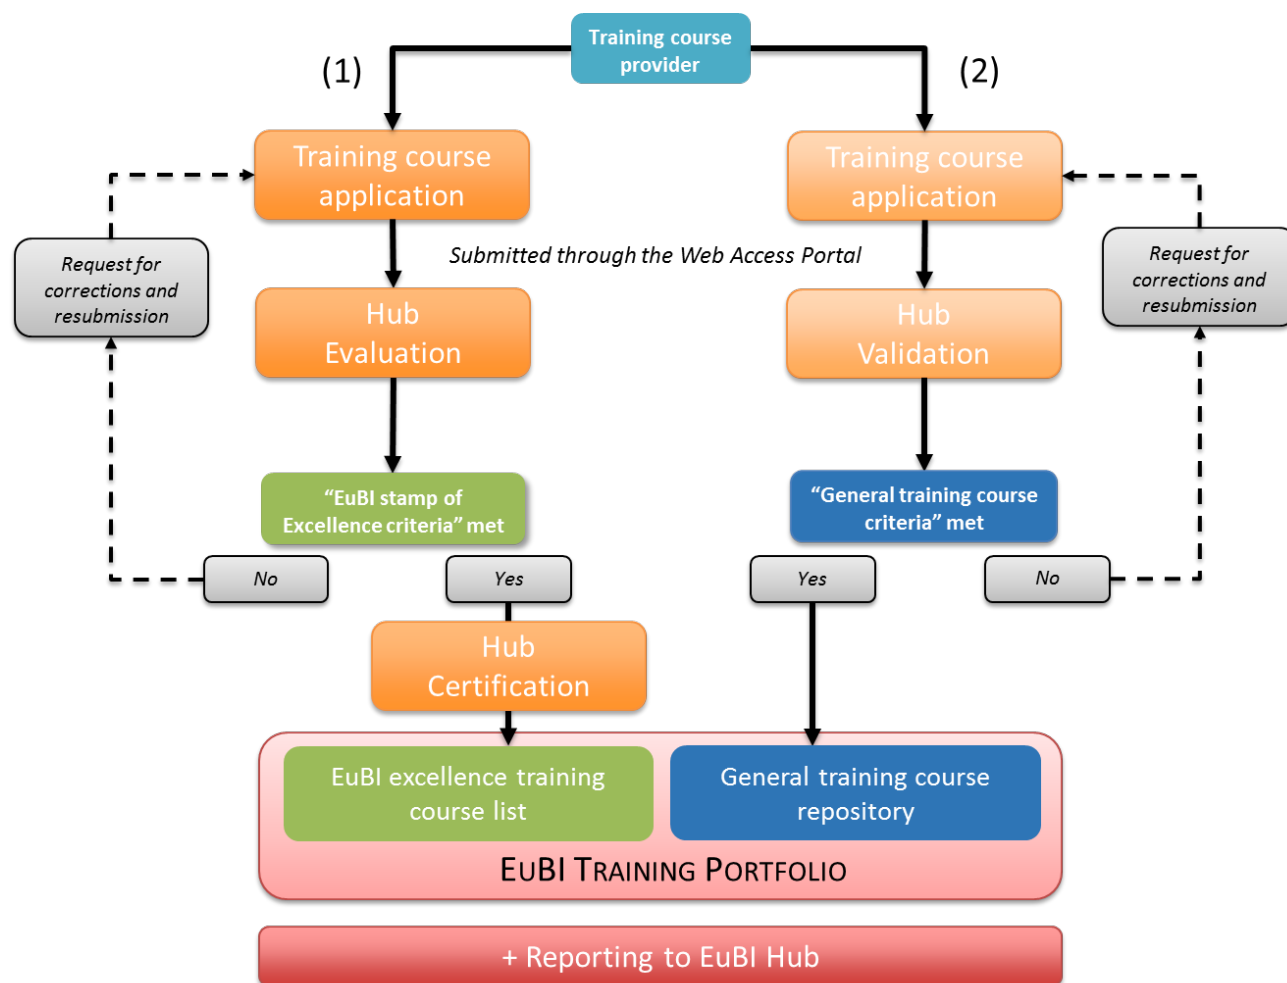 Training course
provider
(1)
(2)
Training course
application
Training course
application
Submitted through the Web Access Portal
Request for
corrections and
resubmission
Request for
corrections and
resubmission
Hub
Evaluation
Hub
Validation
“EuBI stamp of
Excellence criteria” met
“General training course
criteria” met
No
Yes
Yes
No
Hub
Certification
EuBI excellence training
course list
General training course
repository
EUBI TRAINING PORTFOLIO
+ Reporting to EuBI Hub